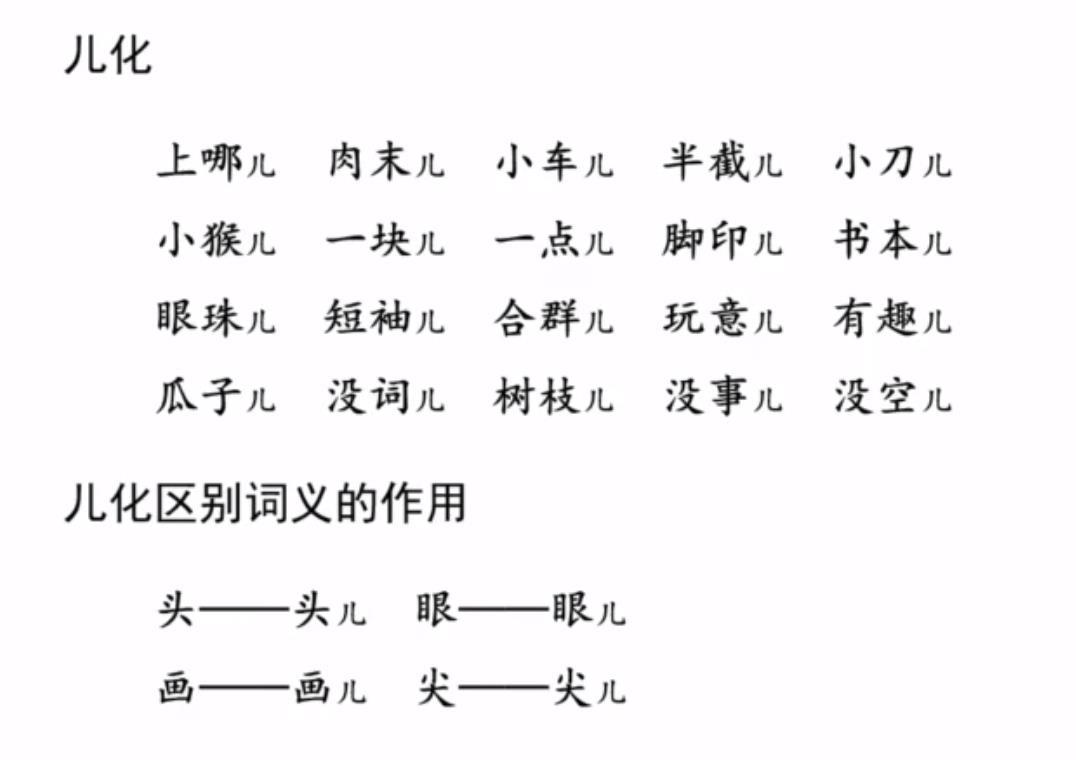 儿化
上哪儿 肉末儿 小车儿 半截儿 小刀儿
小猴儿 一块儿 一点儿 脚印儿 书本儿
眼珠儿 短袖儿 合群儿 玩意儿 有趣儿
瓜子儿 没词儿 树枝儿 没事儿 没空儿
儿化区别词义的作用
头——头儿 眼——眼儿
画——画儿 尖——尖儿